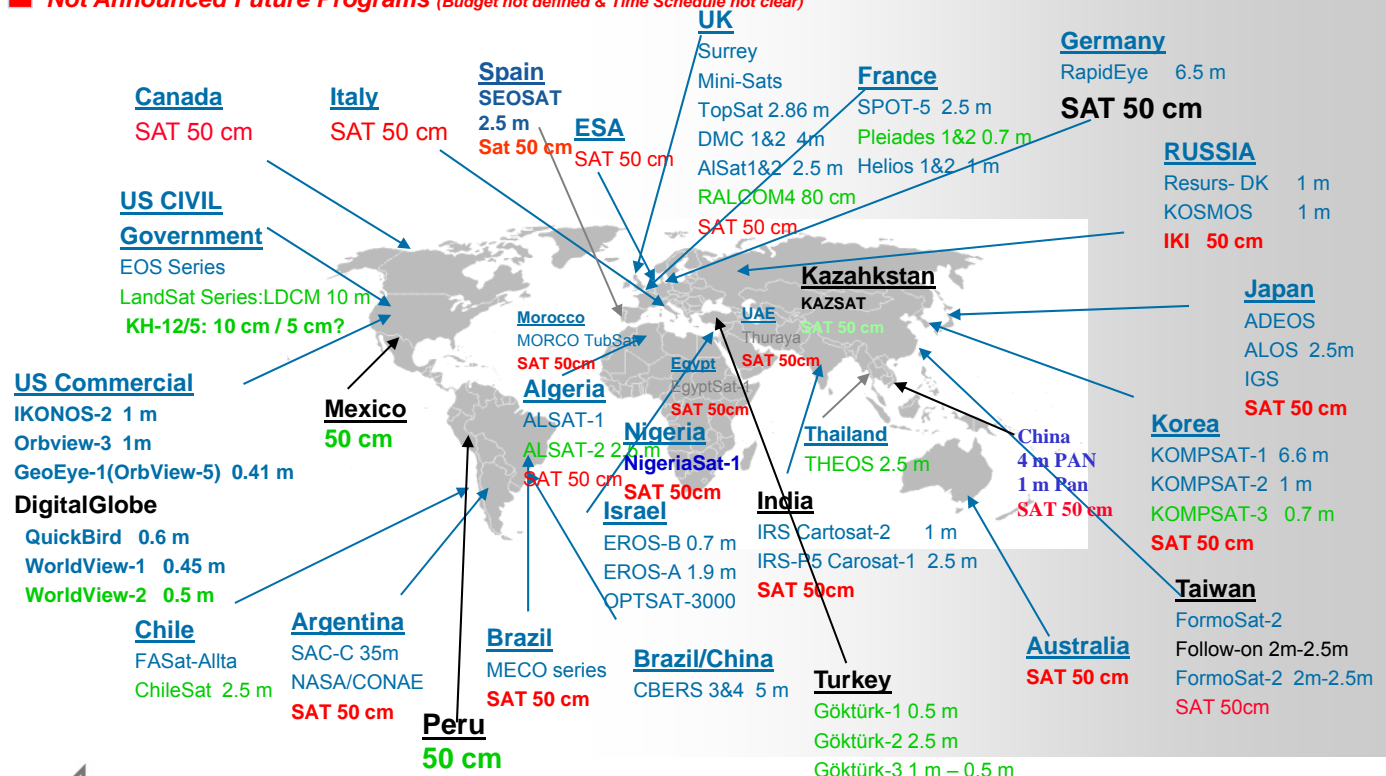 Not Announced Future Programs (Budget not defined & Time Schedule not clear)
UK
Surrey
Mini-Sats
TopSat 2.86 m
DMC 1&2 4m
AlSat1&2 2.5 m
RALCOM4 80 cm
SAT 50 cm
Germany
RapidEye 6.5 m
SAT 50 cm
Spain
SEOSAT
2.5 m
Sat 50 cm
France
SPOT-5 2.5 m
Pleiades 1&2 0.7 m
Helios 1&2 1 m
Canada
SAT 50 cm
Italy
SAT 50 cm
ESA
SAT 50 cm
RUSSIA
Resurs- DK 1 m
KOSMOS 1 m
IKI 50 cm
US CIVIL
Government
EOS Series
LandSat Series:LDCM 10 m
KH-12/5: 10 cm / 5 cm?
Kazahkstan
KAZSAT
SAT 50 cm
Japan
ADEOS
ALOS 2.5m
IGS
SAT 50 cm
Morocco
MORCO TubSat
SAT 50cm
UAE
Thuraya
SAT 50cm
Egypt
EgyptSat-1
SAT 50cm
US Commercial
IKONOS-2 1 m
Orbview-3 1m
GeoEye-1(OrbView-5) 0.41 m
DigitalGlobe
QuickBird 0.6 m
WorldView-1 0.45 m
WorldView-2 0.5 m
Mexico
50 cm
Algeria
ALSAT-1
ALSAT-2 2.5 m
SAT 50 cm
Nigeria
NigeriaSat-1
SAT 50cm
Thailand
THEOS 2.5 m
China
4 m PAN
1 m Pan
SAT 50 cm
Korea
KOMPSAT-1 6.6 m
KOMPSAT-2 1 m
KOMPSAT-3 0.7 m
SAT 50 cm
Israel
EROS-B 0.7 m
EROS-A 1.9 m
OPTSAT-3000
India
IRS Cartosat-2 1 m
IRS-P5 Carosat-1 2.5 m
SAT 50cm
Taiwan
FormoSat-2
Follow-on 2m-2.5m
FormoSat-2 2m-2.5m
SAT 50cm
Chile
FASat-Allta
ChileSat 2.5 m
Argentina
SAC-C 35m
NASA/CONAE
SAT 50 cm
Brazil
MECO series
SAT 50 cm
Brazil/China
CBERS 3&4 5 m
Australia
SAT 50 cm
Peru
50 cm
Turkey
Göktürk-1 0.5 m
Göktürk-2 2.5 m
Göktürk-3 1 m – 0.5 m